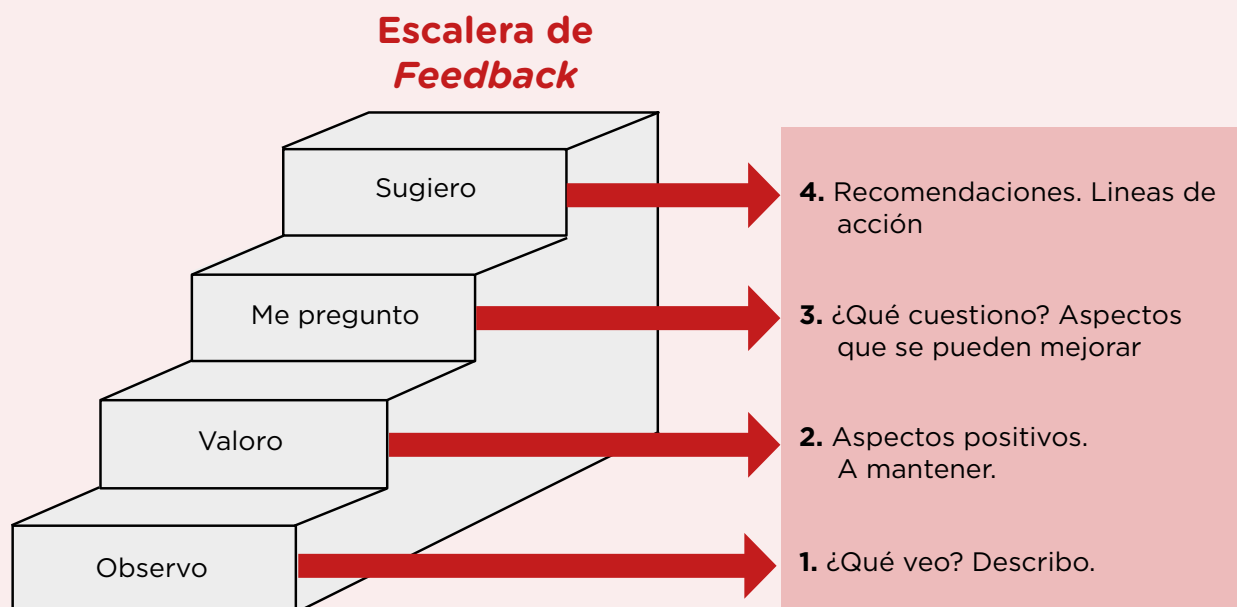 Escalera de
Feedback
Sugiero
4. Recomendaciones. Lineas de
acción
Me pregunto
3. ¿Qué cuestiono? Aspectos
que se pueden mejorar
Valoro
2. Aspectos positivos.
A mantener.
Observo
1. ¿Qué veo? Describo.